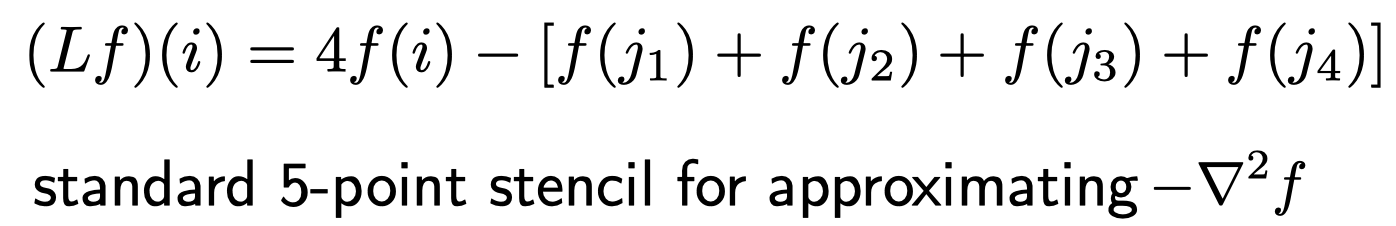 (Lf)(i) = 4f(i) − [f(j₁) + f(j₂) + f(j₃) + f(j₄)]
standard 5-point stencil for approximating −∇²f